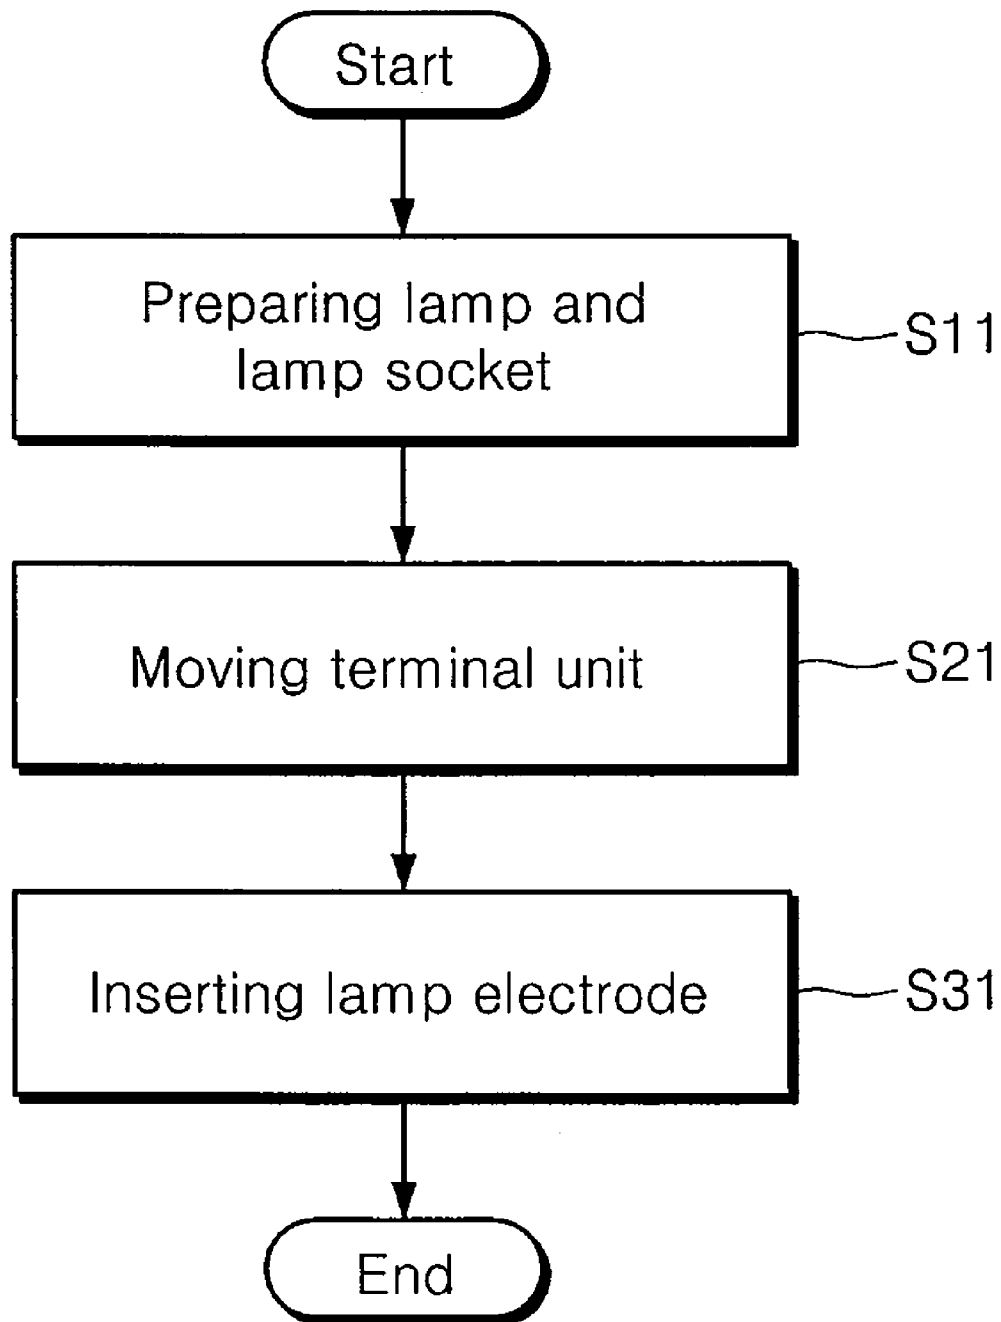 Start
Preparing lamp and
lamp socket
S11
Moving terminal unit
S21
Inserting lamp electrode
S31
End